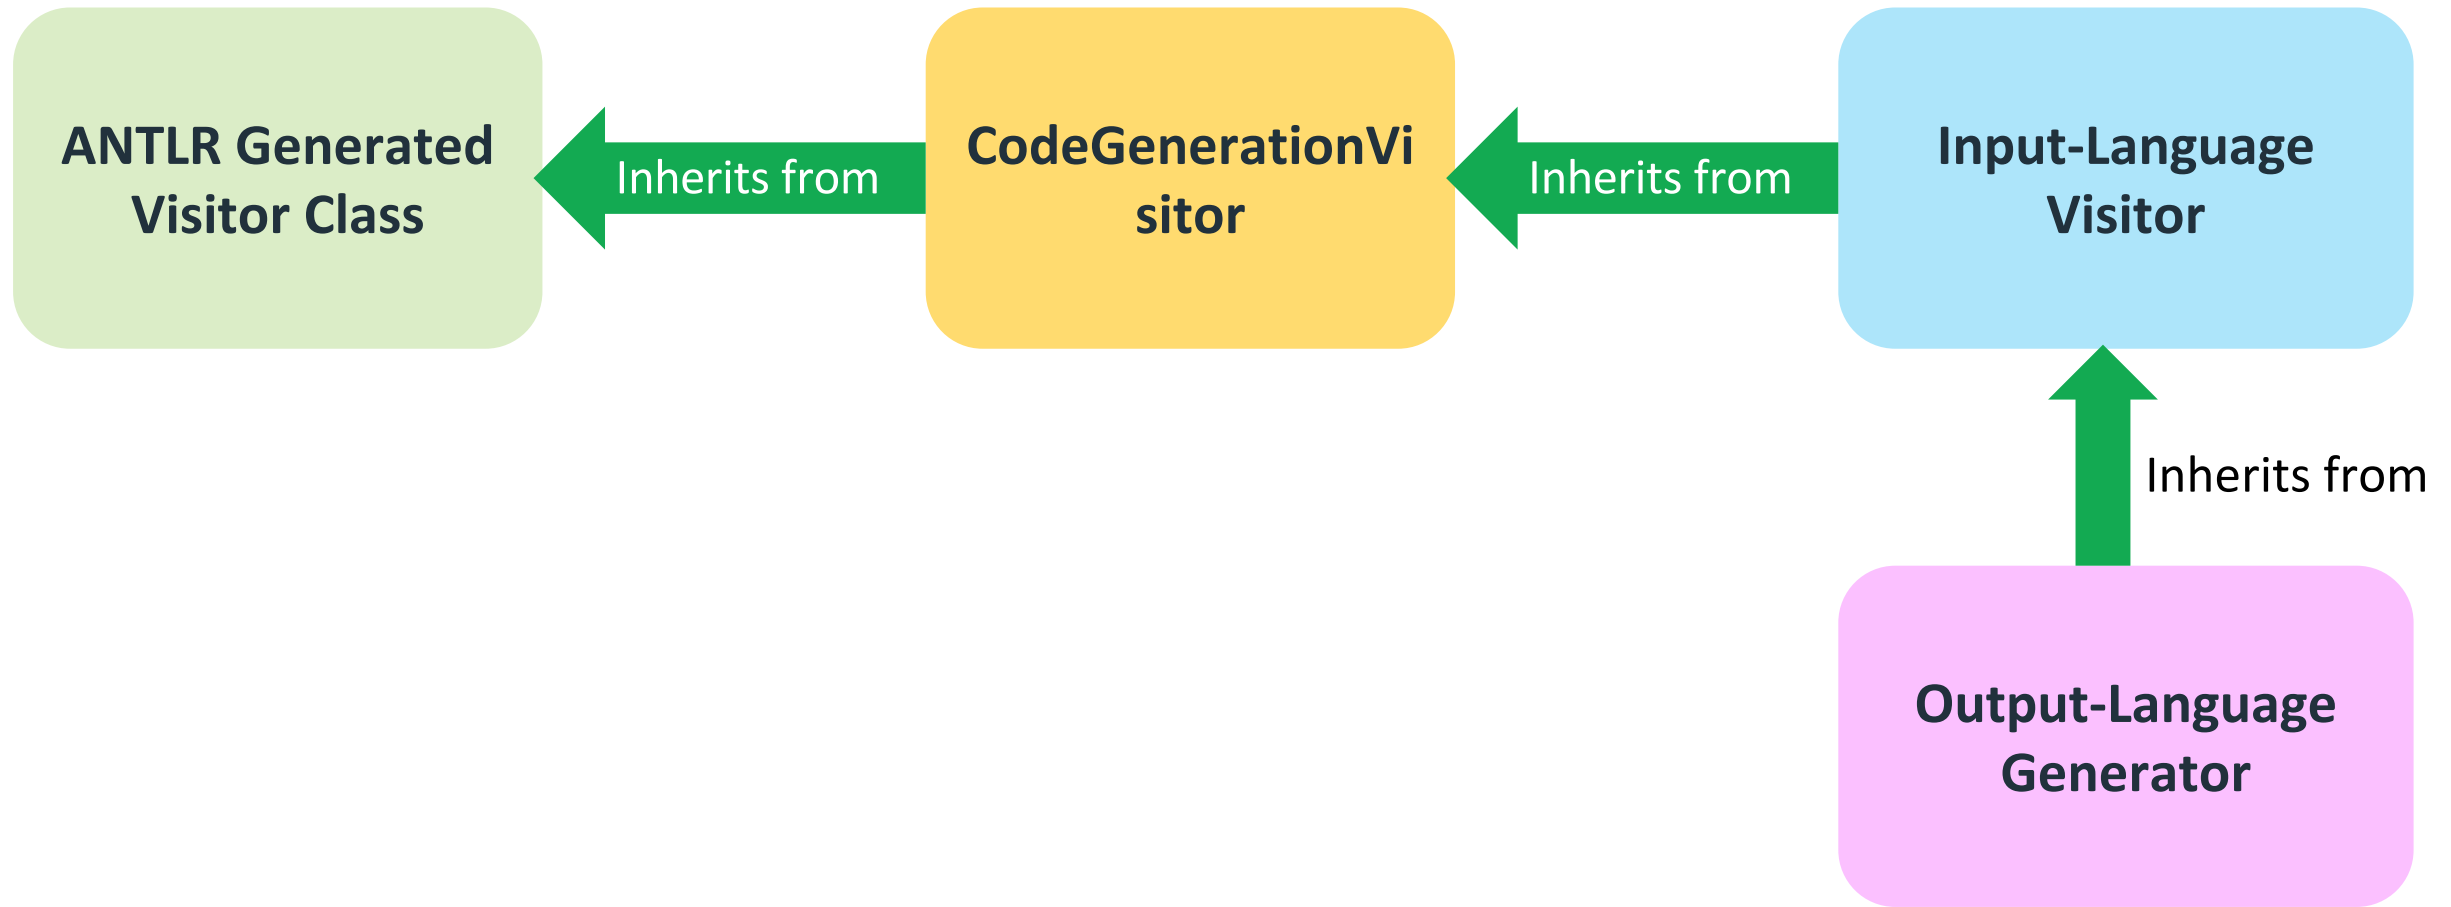 ANTLR Generated
Visitor Class
Inherits from
CodeGenerationVi
sitor
Inherits from
Input-Language
Visitor
Inherits from
Output-Language
Generator